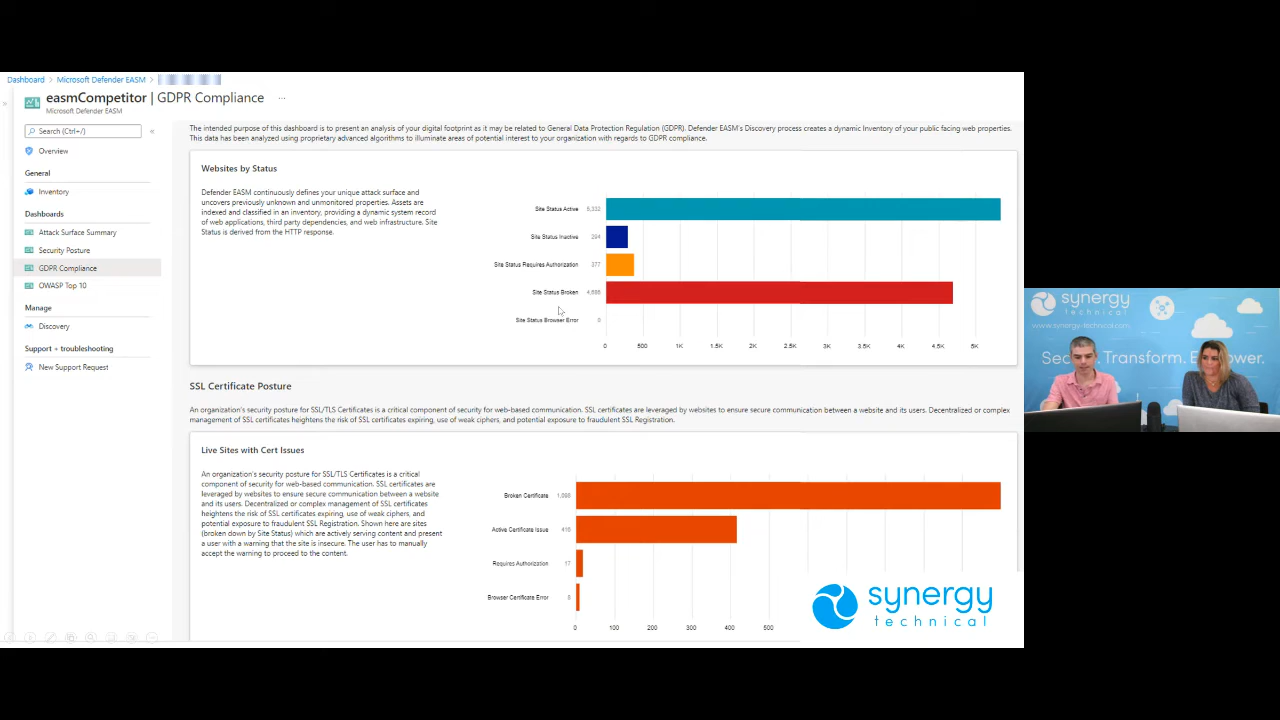 Dashboard > Microsoft Defender EASM >
easmCompetitor | GDPR Compliance ...
Microsoft Defender EASM
Search (Ctrl+/)
Overview
General
Inventory
Dashboards
Attack Surface Summary
Security Posture
GDPR Compliance
OWASP Top 10
Manage
Discovery
Support + troubleshooting
New Support Request
The intended purpose of this dashboard is to present an analysis of your digital footprint as it may be related to General Data Protection Regulation (GDPR). Defender EASM's Discovery process creates a dynamic Inventory of your public facing web properties.
This data has been analyzed using proprietary advanced algorithms to illuminate areas of potential interest to your organization with regards to GDPR compliance.
Websites by Status
Defender EASM continuously defines your unique attack surface and
uncovers previously unknown and unmonitored properties. Assets are
indexed and classified in an inventory, providing a dynamic system record
of web applications, third party dependencies, and web infrastructure. Site
Status is derived from the HTTP response.
Site Status Active
Site Status Inactive
Site Status Requires Authorization 377
Site Status Broken
Site Status Browser Error 0
0 500 1K 1.5K 2K 2.5K 3K 3.5K 4K 4.5K 5K
SSL Certificate Posture
An organization's security posture for SSL/TLS Certificates is a critical component of security for web-based communication. SSL certificates are leveraged by websites to ensure secure communication between a website and its users. Decentralized or complex
management of SSL certificates heightens the risk of SSL certificates expiring, use of weak ciphers, and potential exposure to fraudulent SSL Registration.
Live Sites with Cert Issues
An organization's security posture for SSL/TLS Certificates is a critical
component of security for web-based communication. SSL certificates are
leveraged by websites to ensure secure communication between a website
and its users. Decentralized or complex management of SSL certificates
heightens the risk of SSL certificates expiring, use of weak ciphers, and
potential exposure to fraudulent SSL Registration. Shown here are sites
(broken down by Site Status) which are actively serving content and present
a user with a warning that the site is insecure. The user has to manually
accept the warning to proceed to the content.
Broken Certificate
Active Certificate Issue
Requires Authorization 17
Browser Certificate Error
0 100 200 300 400 500
synergy
technical
synergy
technical
www.synergy-technical.com